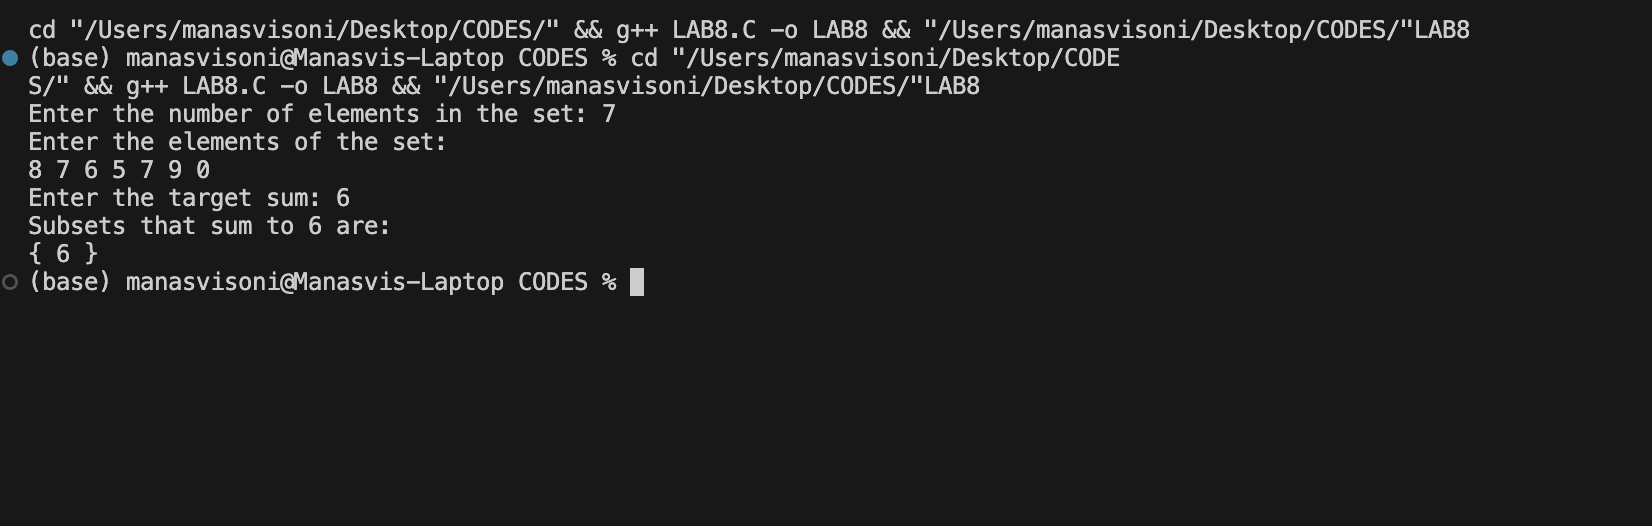 cd "/Users/manasvisoni/Desktop/CODES/" && g++ LAB8.C -o LAB8 && "/Users/manasvisoni/Desktop/CODES/"LAB8
(base) manasvisoni@Manasvis-Laptop CODES % cd "/Users/manasvisoni/Desktop/CODE
S/" && g++ LAB8.C -o LAB8 && "/Users/manasvisoni/Desktop/CODES/"LAB8
Enter the number of elements in the set: 7
Enter the elements of the set:
8 7 6 5 7 9 0
Enter the target sum: 6
Subsets that sum to 6 are:
{ 6 }
(base) manasvisoni@Manasvis-Laptop CODES %